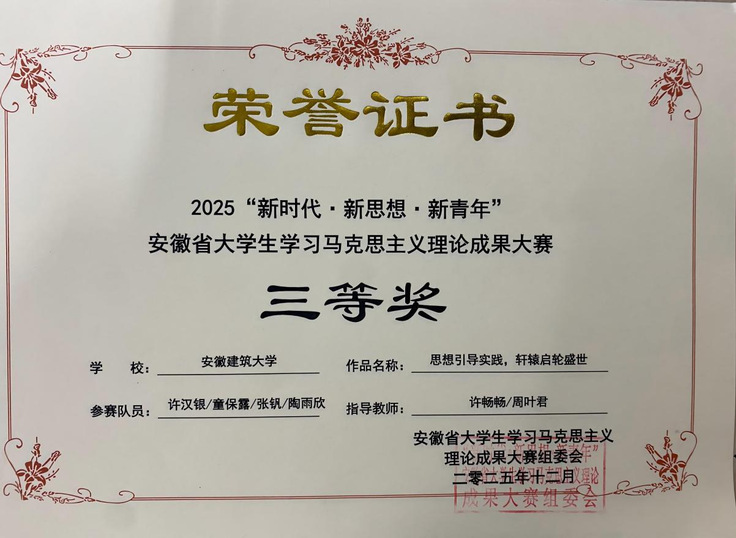 荣誉证书
2025“新时代·新思想·新青年”
安徽省大学生学习马克思主义理论成果大赛
三等奖
学 校： 安徽建筑大学 作品名称： 思想引导实践，轩辕启轮盛世
参赛队员： 许汉银/童保露/张钒/陶雨欣 指导教师： 许畅畅/周叶君
安徽省大学生学习马克思主义
理论成果大赛组委会
二零二五年十二月
成果大赛组委会